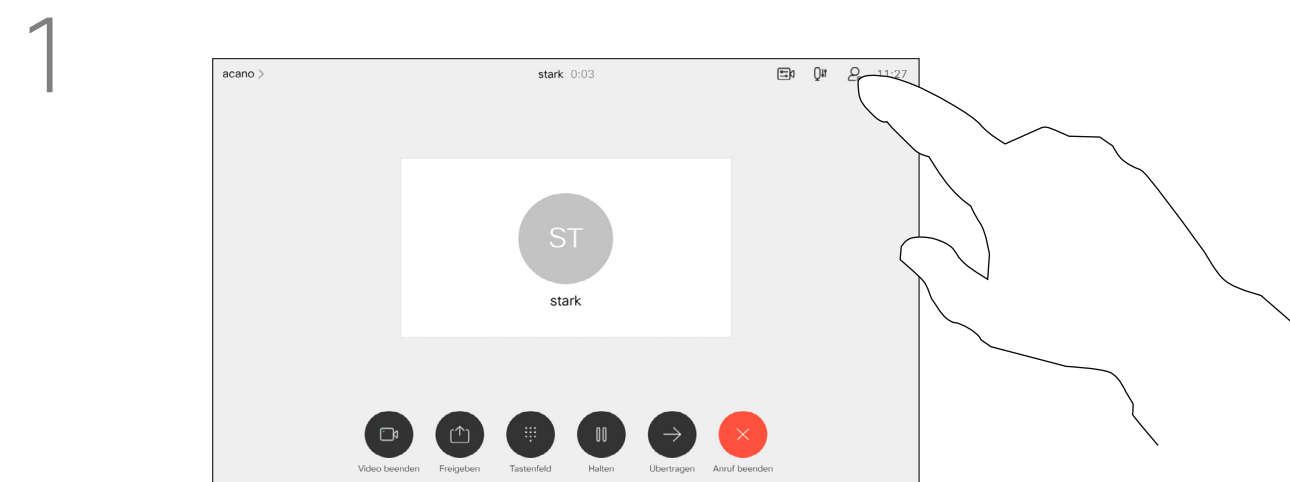 1
acano > stark 0:03 11:27
ST
stark
Video beenden Freigeben Tastenfeld Halten Übertragen Anruf beenden